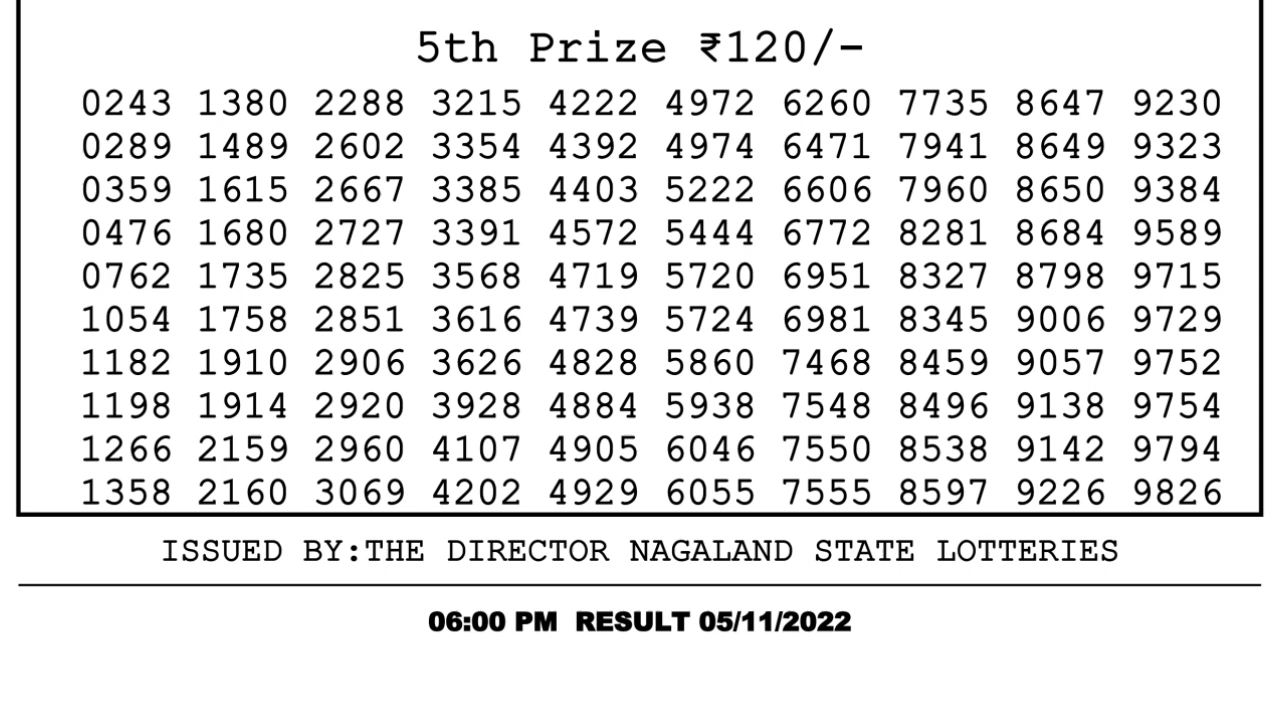 5th Prize ₹120/-
0243 1380 2288 3215 4222 4972 6260 7735 8647 9230
0289 1489 2602 3354 4392 4974 6471 7941 8649 9323
0359 1615 2667 3385 4403 5222 6606 7960 8650 9384
0476 1680 2727 3391 4572 5444 6772 8281 8684 9589
0762 1735 2825 3568 4719 5720 6951 8327 8798 9715
1054 1758 2851 3616 4739 5724 6981 8345 9006 9729
1182 1910 2906 3626 4828 5860 7468 8459 9057 9752
1198 1914 2920 3928 4884 5938 7548 8496 9138 9754
1266 2159 2960 4107 4905 6046 7550 8538 9142 9794
1358 2160 3069 4202 4929 6055 7555 8597 9226 9826
ISSUED BY:THE DIRECTOR NAGALAND STATE LOTTERIES
06:00 PM RESULT 05/11/2022